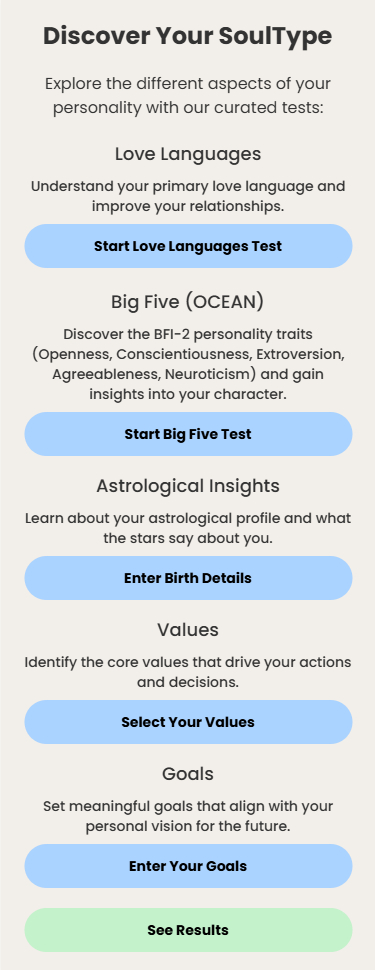 Discover Your SoulType
Explore the different aspects of your
personality with our curated tests:
Love Languages
Understand your primary love language and
improve your relationships.
Start Love Languages Test
Big Five (OCEAN)
Discover the BFI-2 personality traits
(Openness, Conscientiousness, Extroversion,
Agreeableness, Neuroticism) and gain
insights into your character.
Start Big Five Test
Astrological Insights
Learn about your astrological profile and what
the stars say about you.
Enter Birth Details
Values
Identify the core values that drive your actions
and decisions.
Select Your Values
Goals
Set meaningful goals that align with your
personal vision for the future.
Enter Your Goals
See Results